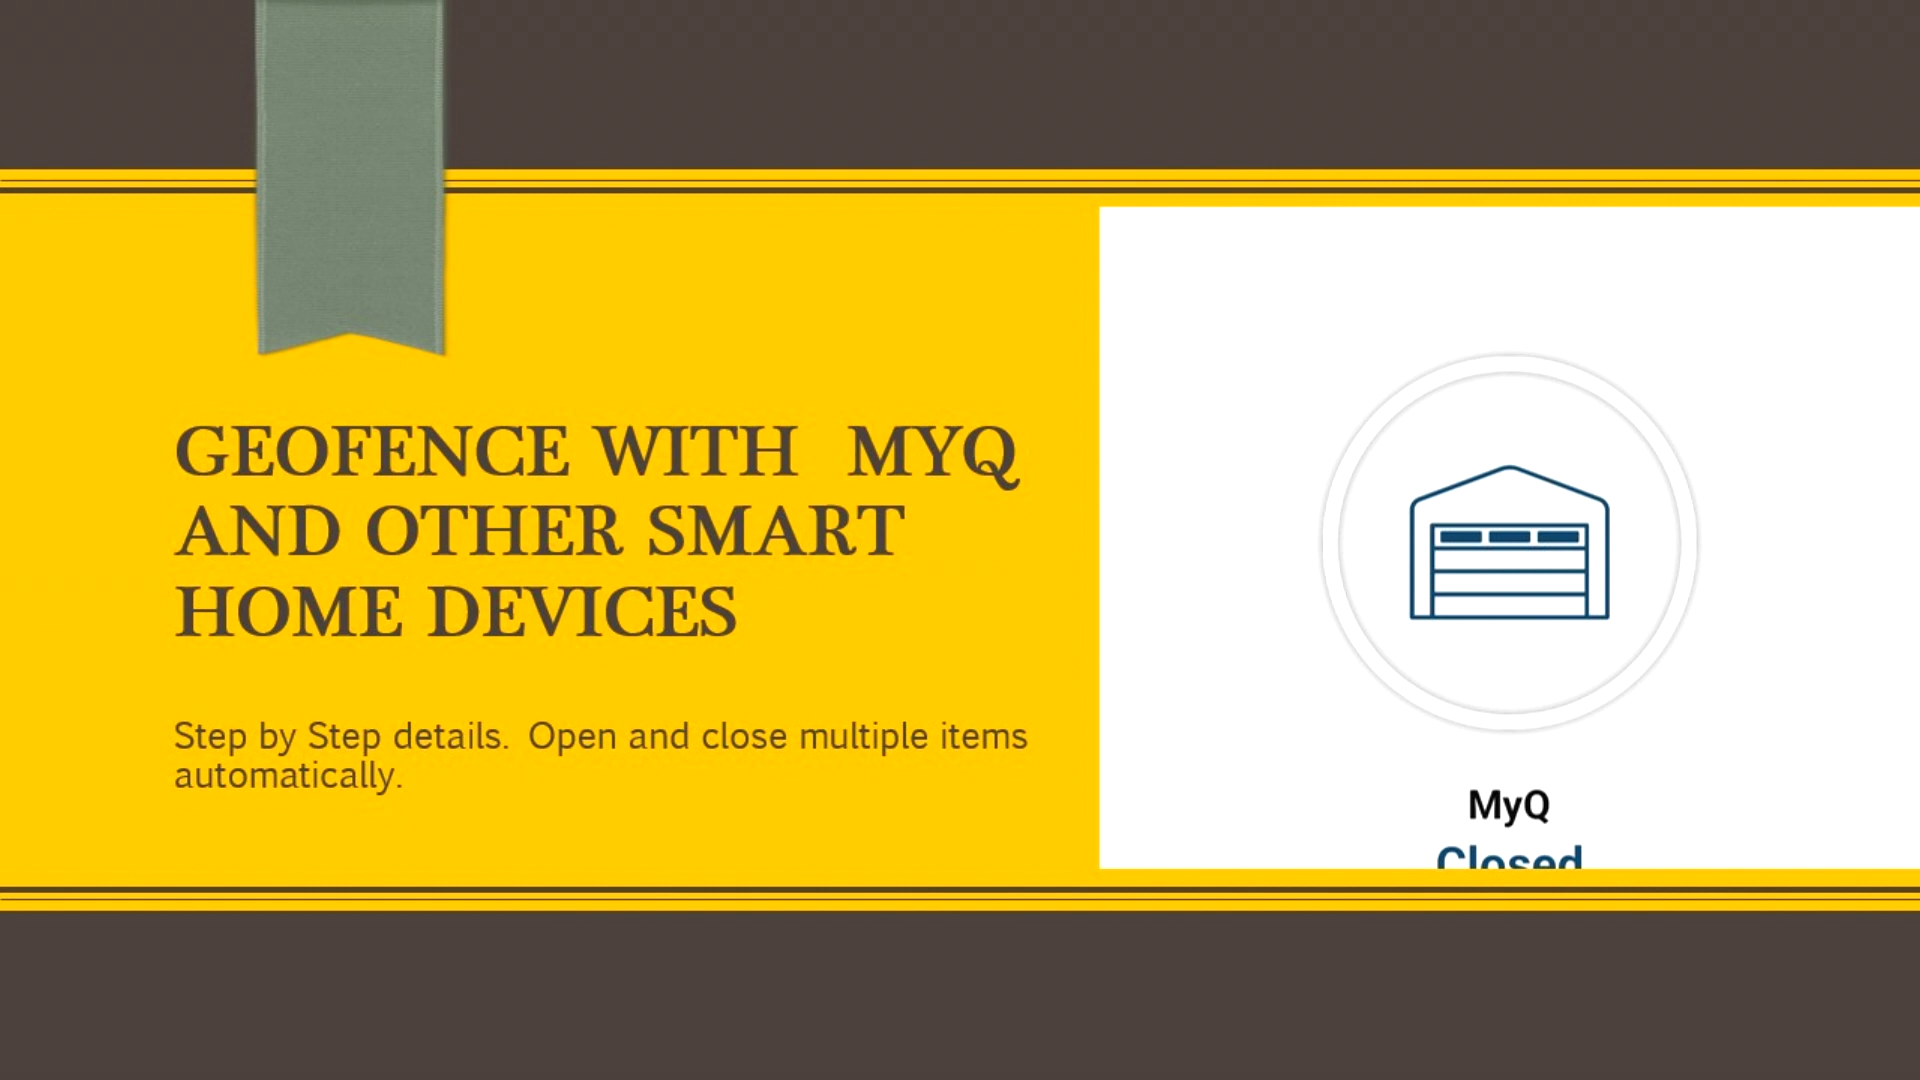 GEOFENCE WITH  MYQ
AND OTHER SMART
HOME DEVICES
Step by Step details.  Open and close multiple items
automatically.
MyQ
Closed